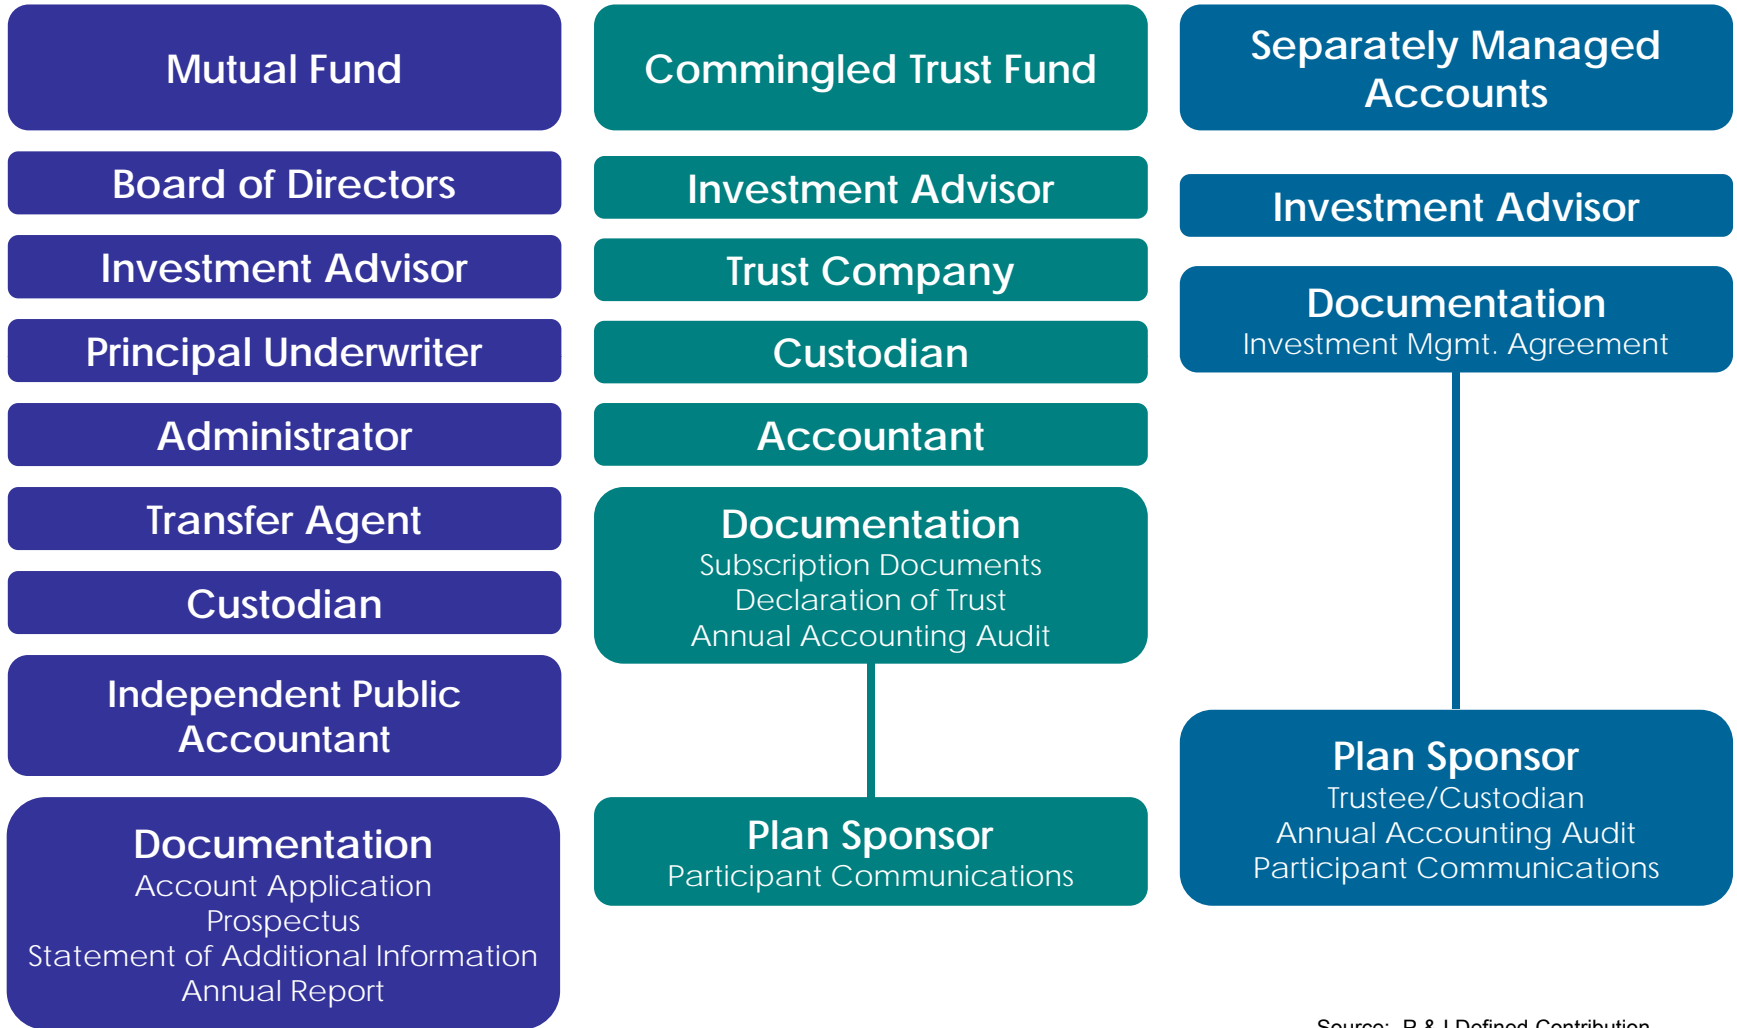 Mutual Fund
Board of Directors
Investment Advisor
Principal Underwriter
Administrator
Transfer Agent
Custodian
Independent Public
Accountant
Documentation
Account Application
Prospectus
Statement of Additional Information
Annual Report
Commingled Trust Fund
Investment Advisor
Trust Company
Custodian
Accountant
Documentation
Subscription Documents
Declaration of Trust
Annual Accounting Audit
Plan Sponsor
Participant Communications
Separately Managed
Accounts
Investment Advisor
Documentation
Investment Mgmt. Agreement
Plan Sponsor
Trustee/Custodian
Annual Accounting Audit
Participant Communications
Source: P & I Defined Contribution